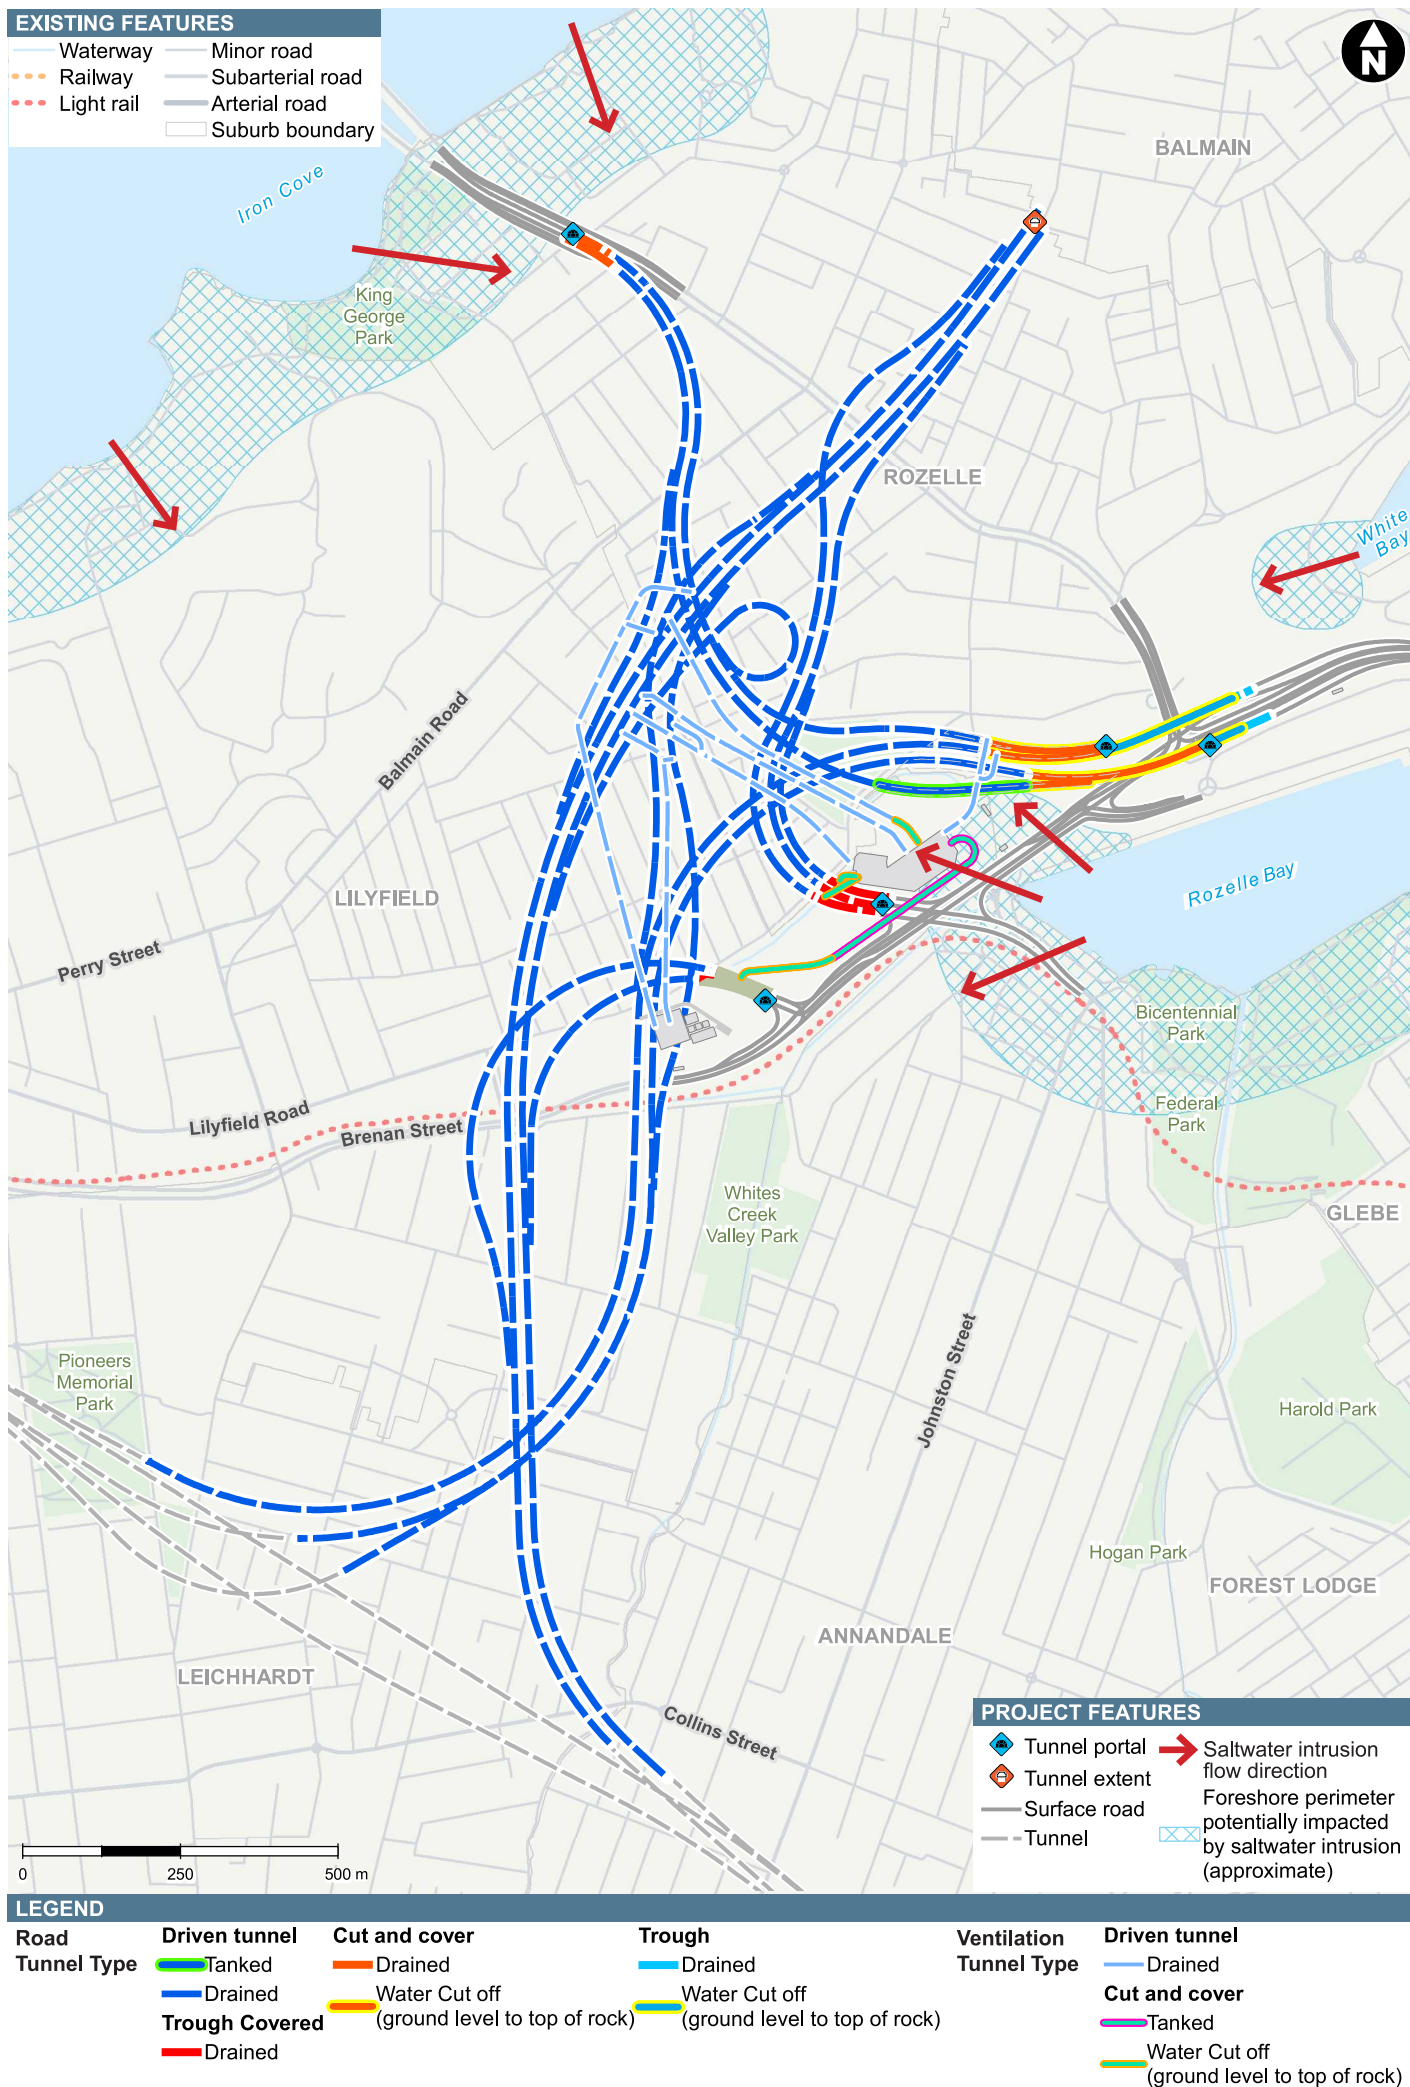 EXISTING FEATURES
Waterway
Railway
Light rail
Minor road
Subarterial road
Arterial road
Suburb boundary
N
BALMAIN
Iron Cove
King
George
Park
ROZELLE
White
Bay
Balmain Road
LILYFIELD
Rozelle Bay
Perry Street
Bicentennial
Park
Federal
Park
Lilyfield Road
Brenan Street
Whites
Creek
Valley Park
GLEBE
Pioneers
Memorial
Park
Johnston Street
Harold Park
Hogan Park
FOREST LODGE
ANNANDALE
LEICHHARDT
Collins Street
0 250 500 m
PROJECT FEATURES
Tunnel portal
Tunnel extent
Surface road
Tunnel
Saltwater intrusion
flow direction
Foreshore perimeter
potentially impacted
by saltwater intrusion
(approximate)
LEGEND
Road
Tunnel Type
Driven tunnel
Tanked
Drained
Trough Covered
Drained
Cut and cover
Drained
Water Cut off
(ground level to top of rock)
Trough
Drained
Water Cut off
(ground level to top of rock)
Ventilation
Tunnel Type
Driven tunnel
Drained
Cut and cover
Tanked
Water Cut off
(ground level to top of rock)